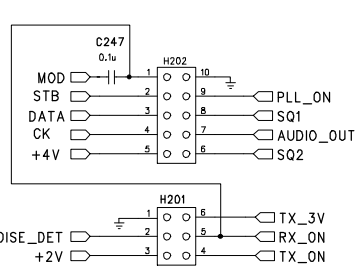 C247
0.1u
H202
MOD 1 10
STB 2 9 PLL_ON
DATA 3 8 SQ1
CK 4 7 AUDIO_OUT
+4V 5 6 SQ2
H201
1 6 TX_3V
OISE_DET 2 5 RX_ON
+2V 3 4 TX_ON